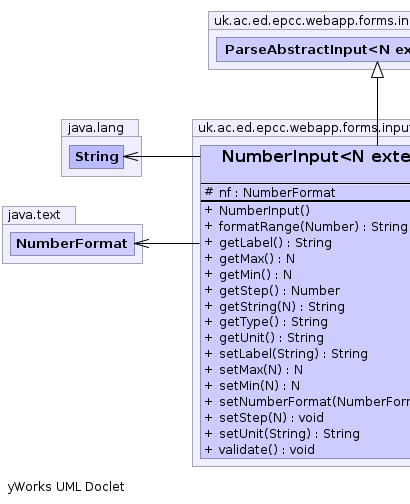 uk.ac.ed.epcc.webapp.forms.in
ParseAbstractInput<N ex
java.lang
String
uk.ac.ed.epcc.webapp.forms.input
NumberInput<N exte
# nf : NumberFormat
java.text
NumberFormat
+ NumberInput()
+ formatRange(Number) : String
+ getLabel() : String
+ getMax() : N
+ getMin() : N
+ getStep() : Number
+ getString(N) : String
+ getType() : String
+ getUnit() : String
+ setLabel(String) : String
+ setMax(N) : N
+ setMin(N) : N
+ setNumberFormat(NumberForm
+ setStep(N) : void
+ setUnit(String) : String
+ validate() : void
yWorks UML Doclet